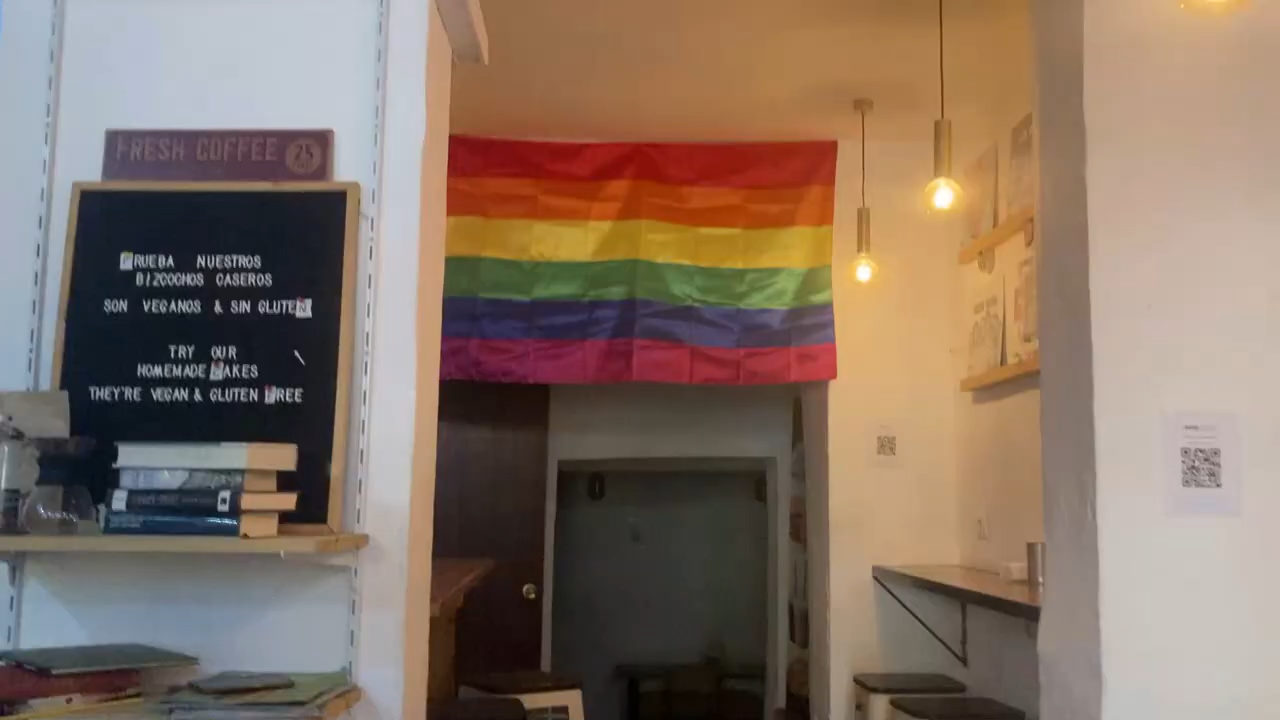 FRESH COFFEE 25
PRUEBA NUESTROS
BIZCOCHOS CASEROS
SON VEGANOS & SIN GLUTEN
TRY OUR
HOMEMADE CAKES
THEY'RE VEGAN & GLUTEN FREE